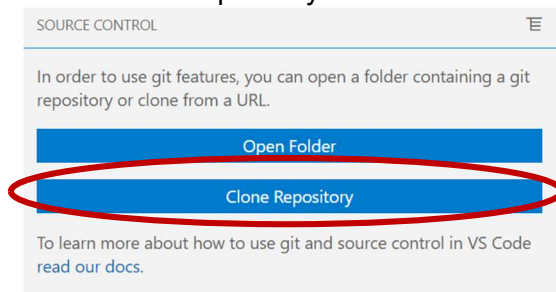 SOURCE CONTROL
In order to use git features, you can open a folder containing a git
repository or clone from a URL.
Open Folder
Clone Repository
To learn more about how to use git and source control in VS Code
read our docs.